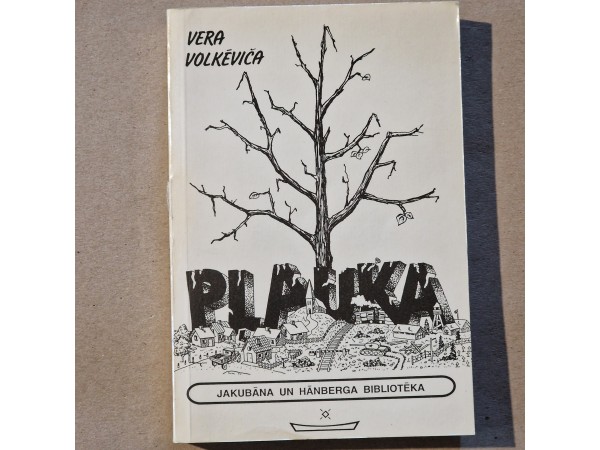 VERA
VOLKĒVIČA
PLAUKA
JAKUBĀNA UN HĀNBERGA BIBLIOTĒKA